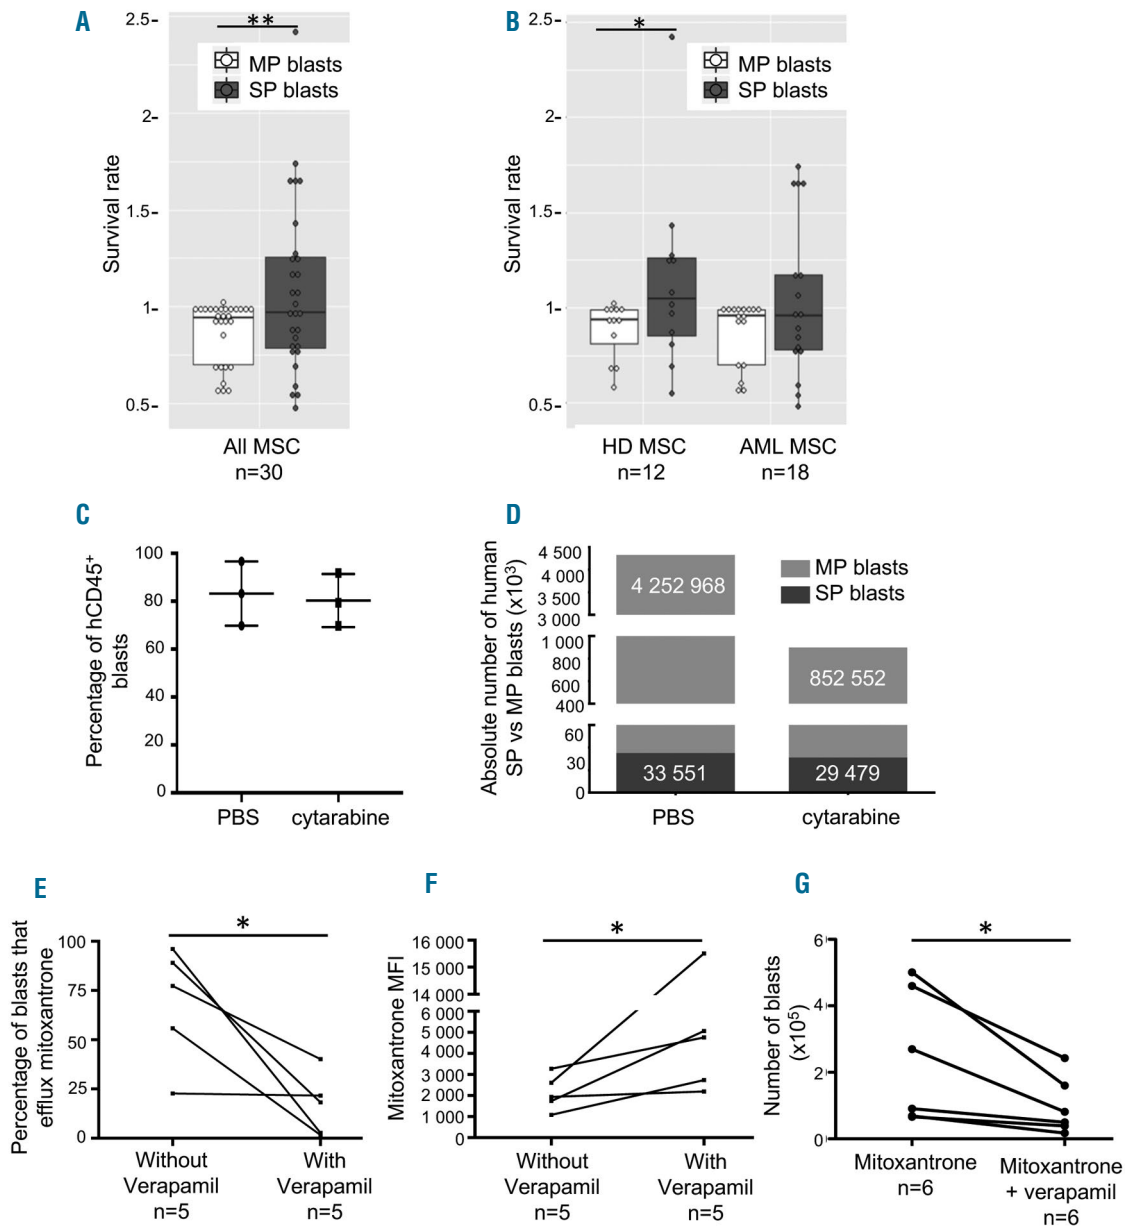 A
**
MP blasts
SP blasts
Survival rate
2.5-
2-
1.5-
1-
0.5-
All MSC
n=30
B
*
MP blasts
SP blasts
Survival rate
2.5-
2-
1.5-
1-
0.5-
HD MSC
n=12
AML MSC
n=18
C
Percentage of hCD45+
blasts
100
80
60
40
20
0
PBS
cytarabine
D
Absolute number of human
SP vs MP blasts (x10³)
4 500
4 000
3 500
3 000
1 000
800
600
400
60
30
0
4 252 968
852 552
33 551
29 479
MP blasts
SP blasts
PBS
cytarabine
E
*
Percentage of blasts that
efflux mitoxantrone
100
75
50
25
0
Without
Verapamil
n=5
With
Verapamil
n=5
F
*
Mitoxantrone MFI
16 000
15 000
14 000
6 000
5 000
4 000
3 000
2 000
1 000
0
Without
Verapamil
n=5
With
Verapamil
n=5
G
*
Number of blasts
(x10⁵)
6
4
2
0
Mitoxantrone
n=6
Mitoxantrone
+ verapamil
n=6